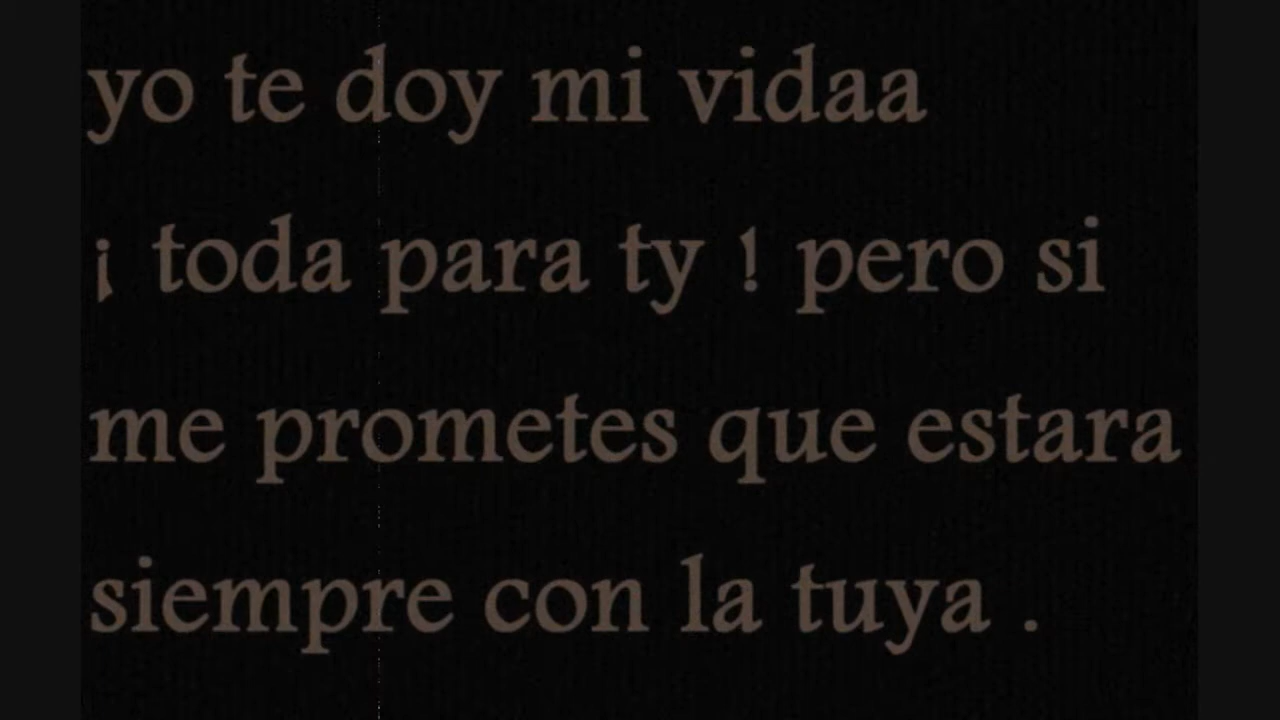 yo te doy mi vidaa
¡ toda para ty ! pero si
me prometes que estara
siempre con la tuya .